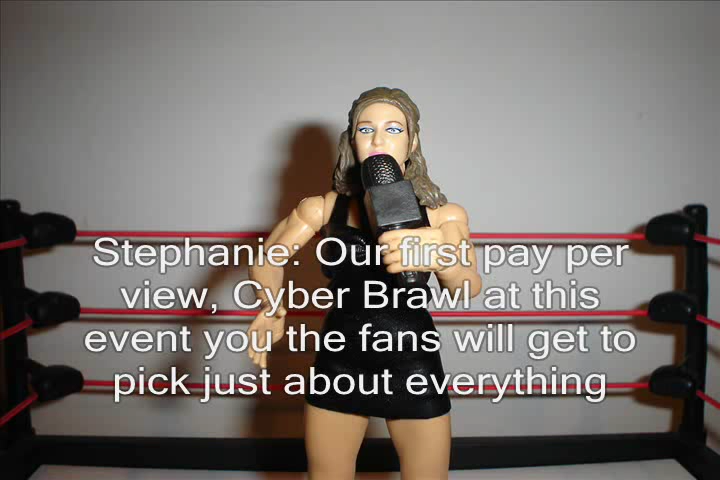 Stephanie: Our first pay per
view, Cyber Brawl at this
event you the fans will get to
pick just about everything